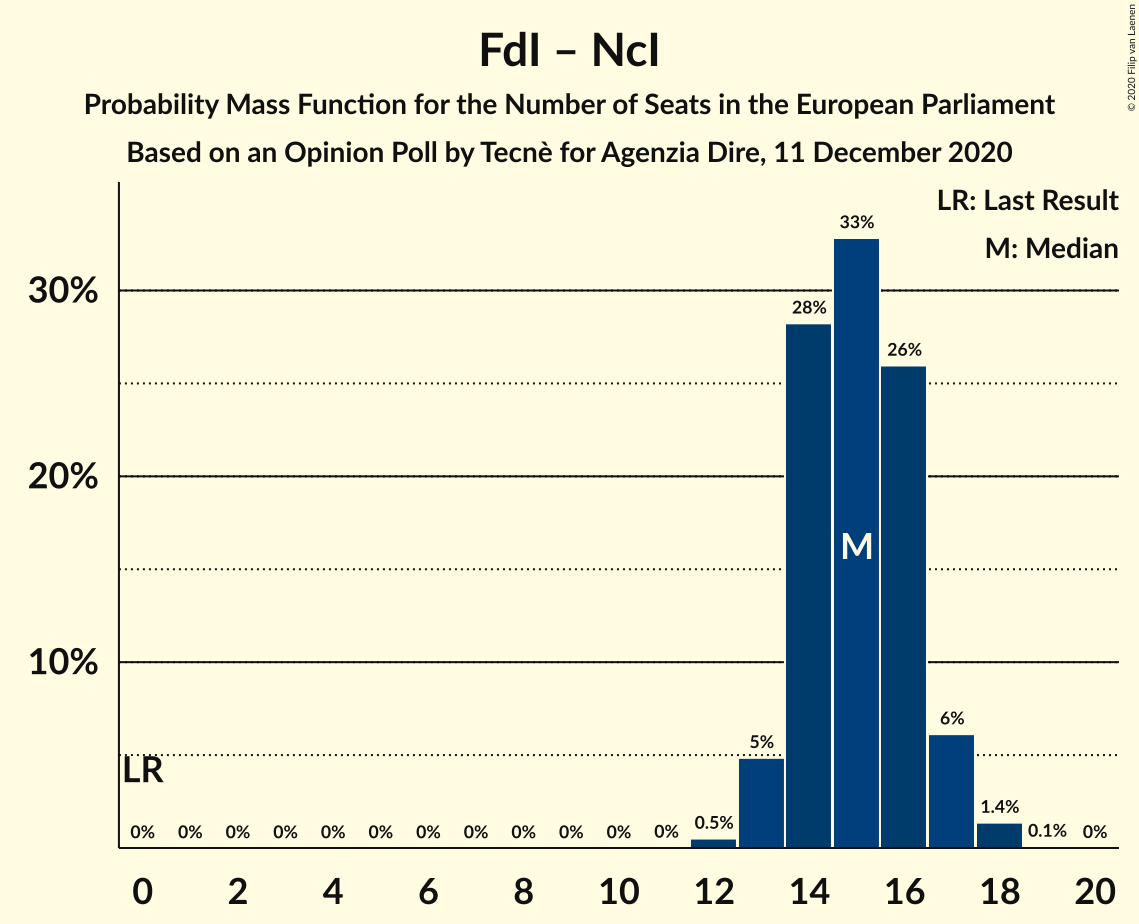 FdI – NcI
Probability Mass Function for the Number of Seats in the European Parliament
Based on an Opinion Poll by Tecnè for Agenzia Dire, 11 December 2020
© 2020 Filip van Laenen
LR: Last Result
M: Median
33%
30%
28%
26%
20%
M
10%
6%
5%
LR
1.4%
0.5%
0% 0% 0% 0% 0% 0% 0% 0% 0% 0% 0% 0% 0.1% 0%
0 2 4 6 8 10 12 14 16 18 20